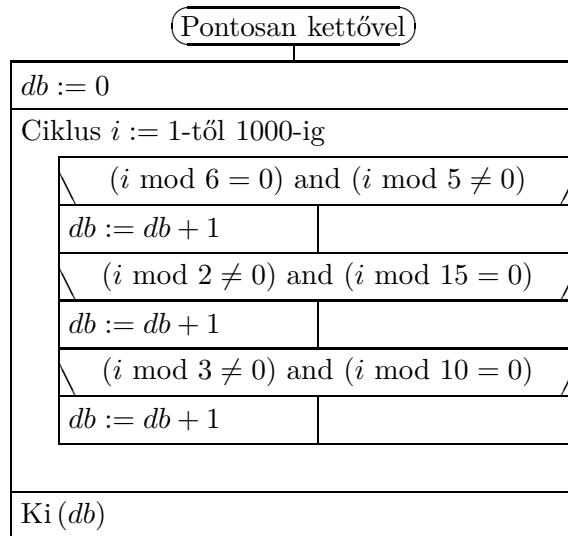 Pontosan kettővel
db := 0
Ciklus i := 1-től 1000-ig
(i mod 6 = 0) and (i mod 5 ≠ 0)
db := db + 1
(i mod 2 ≠ 0) and (i mod 15 = 0)
db := db + 1
(i mod 3 ≠ 0) and (i mod 10 = 0)
db := db + 1
Ki (db)